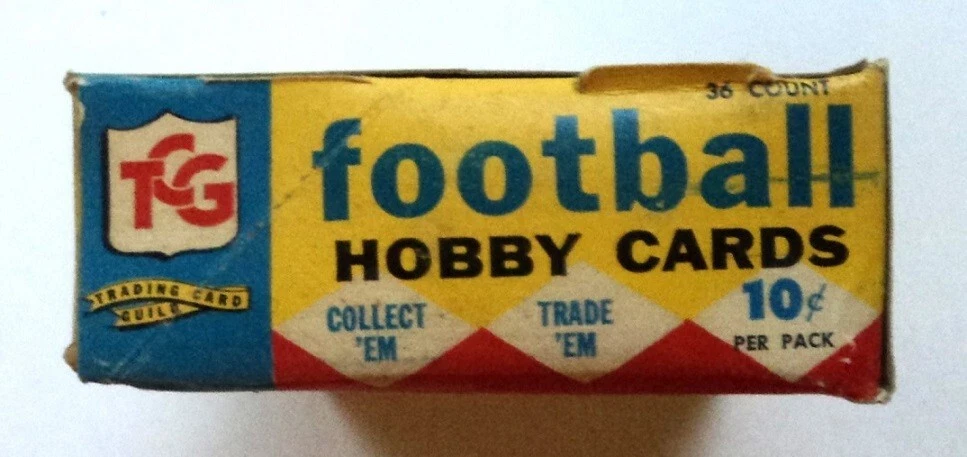 TCG
TRADING CARD
GUILD
36 COUNT
football
HOBBY CARDS
COLLECT
'EM
TRADE
'EM
10¢
PER PACK